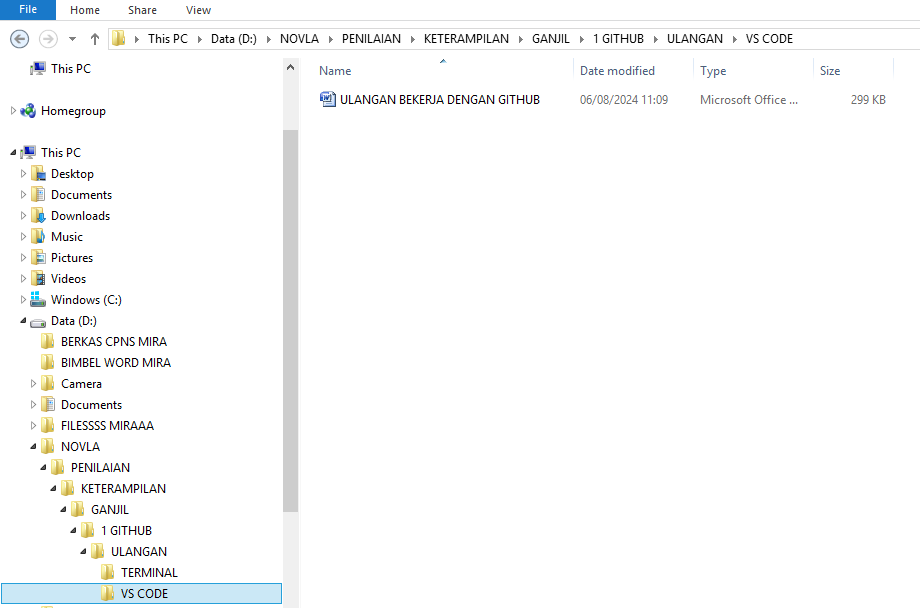 File Home Share View
This PC Data (D:) NOVLA PENILAIAN KETERAMPILAN GANJIL 1 GITHUB ULANGAN VS CODE
This PC
Homegroup
This PC
Desktop
Documents
Downloads
Music
Pictures
Videos
Windows (C:)
Data (D:)
BERKAS CPNS MIRA
BIMBEL WORD MIRA
Camera
Documents
FILESSSS MIRAAA
NOVLA
PENILAIAN
KETERAMPILAN
GANJIL
1 GITHUB
ULANGAN
TERMINAL
VS CODE
Name Date modified Type Size
ULANGAN BEKERJA DENGAN GITHUB 06/08/2024 11:09 Microsoft Office ... 299 KB